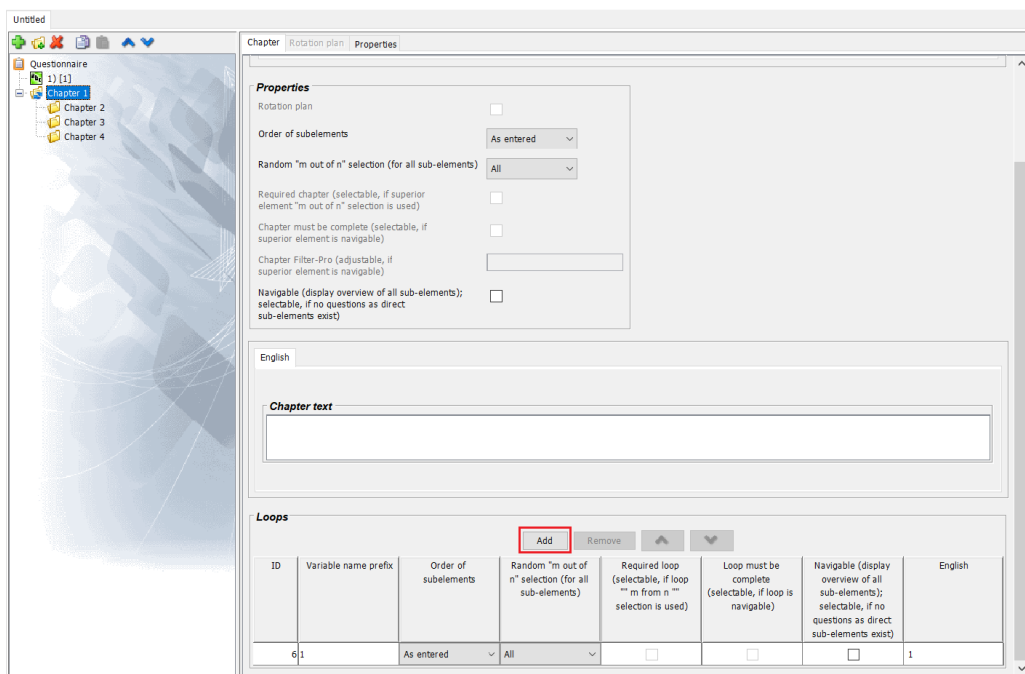 Untitled
Questionnaire
1) [1]
Chapter 1
Chapter 2
Chapter 3
Chapter 4
Chapter Rotation plan Properties
Properties
Rotation plan
Order of subelements As entered
Random "m out of n" selection (for all sub-elements) All
Required chapter (selectable, if superior
element "m out of n" selection is used)
Chapter must be complete (selectable, if
superior element is navigable)
Chapter Filter-Pro (adjustable, if
superior element is navigable)
Navigable (display overview of all sub-elements);
selectable, if no questions as direct
sub-elements exist)
English
Chapter text
Loops
Add Remove
ID
Variable name prefix
Order of
subelements
Random "m out of
n" selection (for all
sub-elements)
Required loop
(selectable, if loop
"" m from n ""
selection is used)
Loop must be
complete
(selectable, if loop is
navigable)
Navigable (display
overview of all
sub-elements);
selectable, if no
questions as direct
sub-elements exist)
English
6 1 As entered All 1